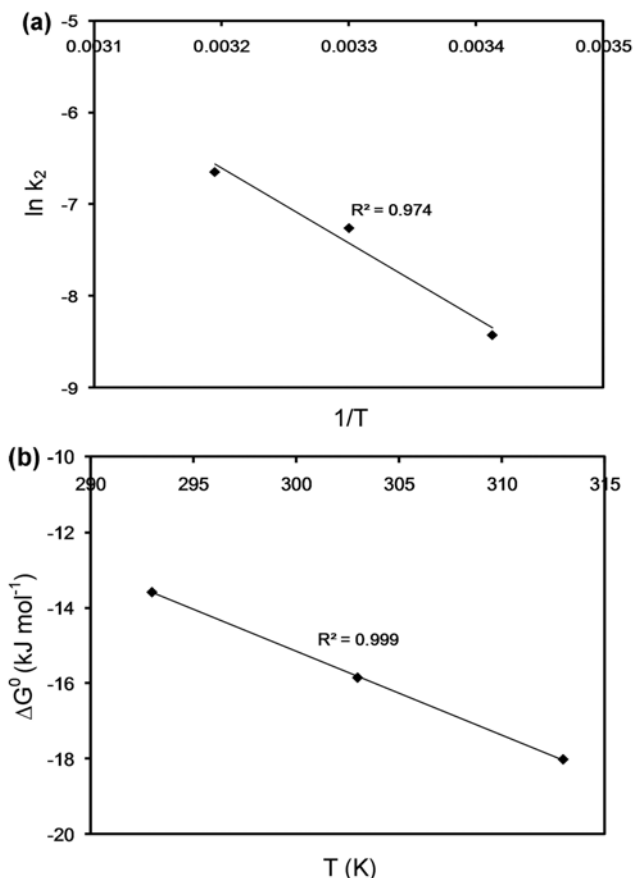 (a)
-5
0.0031 0.0032 0.0033 0.0034 0.0035
-6
-7
-8
-9
ln k₂
R² = 0.974
1/T
(b)
-10
290 295 300 305 310 315
-12
-14
-16
-18
-20
ΔG⁰ (kJ mol⁻¹)
R² = 0.999
T (K)